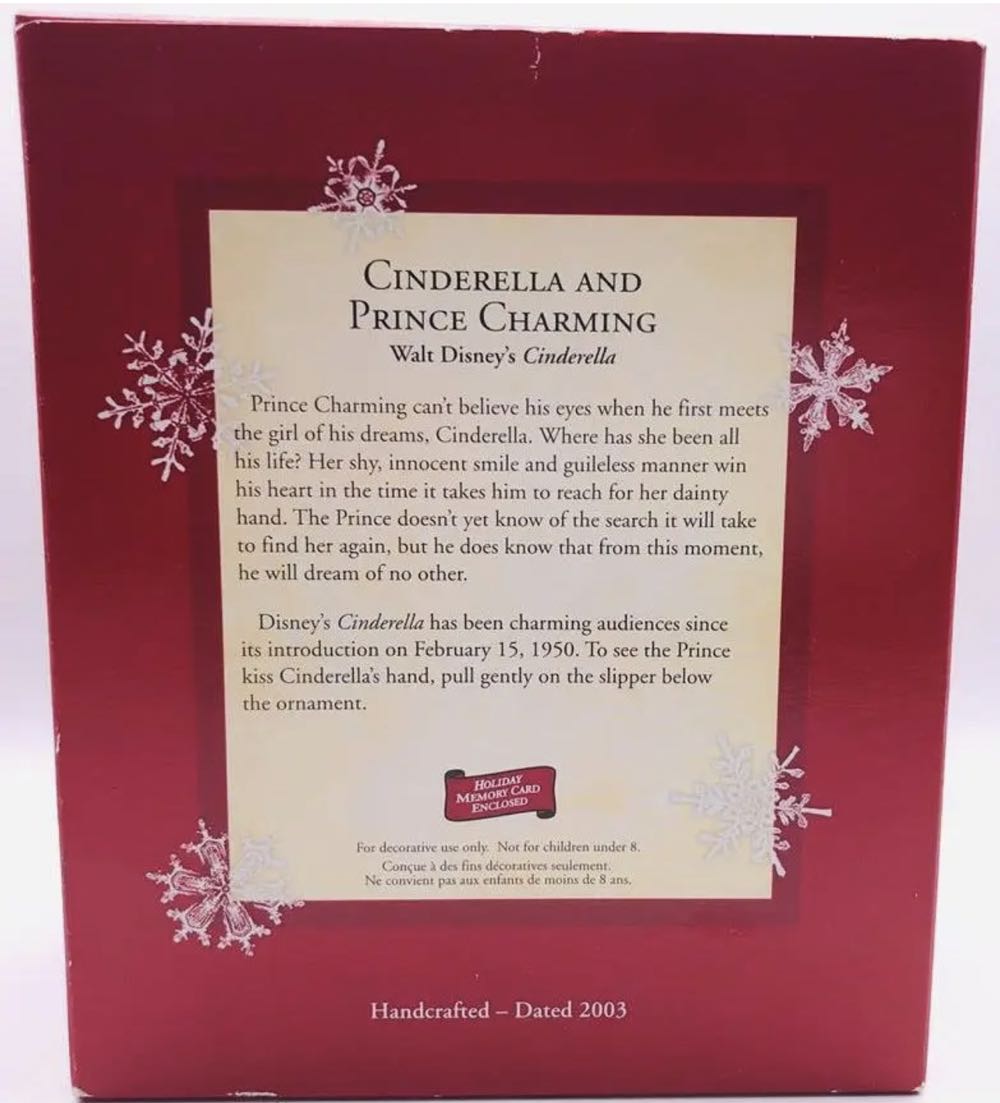 CINDERELLA AND
PRINCE CHARMING
Walt Disney's Cinderella
Prince Charming can't believe his eyes when he first meets
the girl of his dreams, Cinderella. Where has she been all
his life? Her shy, innocent smile and guileless manner win
his heart in the time it takes him to reach for her dainty
hand. The Prince doesn't yet know of the search it will take
to find her again, but he does know that from this moment,
he will dream of no other.
Disney's Cinderella has been charming audiences since
its introduction on February 15, 1950. To see the Prince
kiss Cinderella's hand, pull gently on the slipper below
the ornament.
HOLIDAY
MEMORY CARD
ENCLOSED
For decorative use only. Not for children under 8.
Conçue à des fins décoratives seulement.
Ne convient pas aux enfants de moins de 8 ans.
Handcrafted – Dated 2003